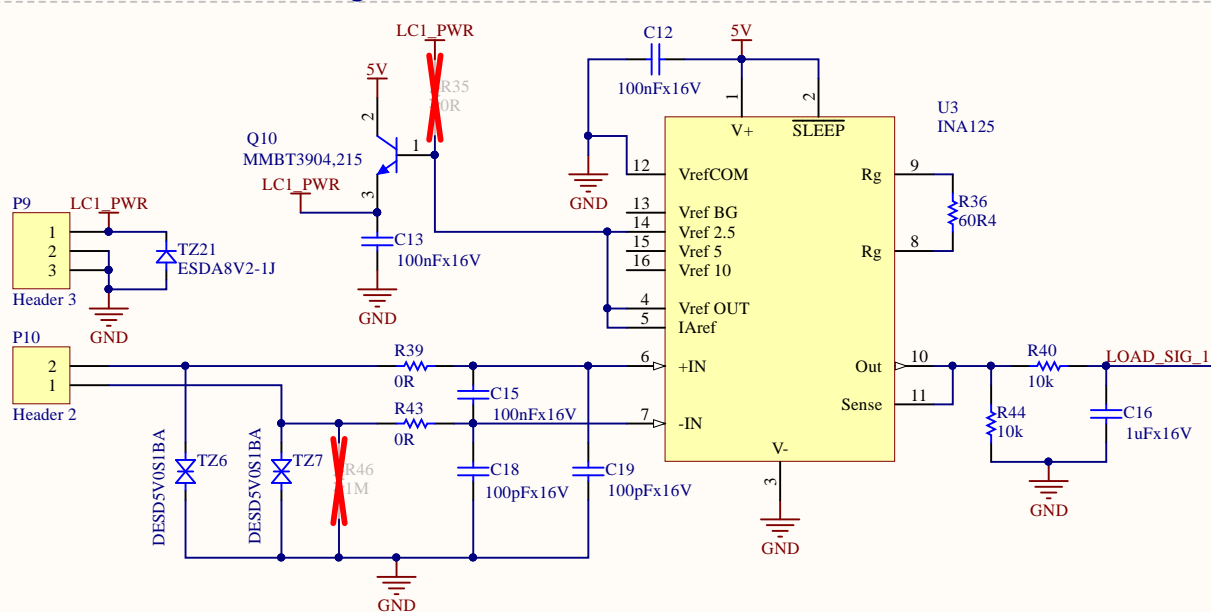 LC1_PWR
C12
5V
100nFx16V
R35
0R
5V
2
1
3
Q10
MMBT3904,215
LC1_PWR
C13
100nFx16V
GND
GND
P9
LC1_PWR
1
2
3
TZ21
ESDA8V2-1J
Header 3
GND
1
2
V+
SLEEP
U3
INA125
12
VrefCOM
13
Vref BG
14
Vref 2.5
15
Vref 5
16
Vref 10
4
Vref OUT
5
IAref
6
+IN
7
-IN
Rg
9
Rg
8
R36
60R4
Out
10
Sense
11
V-
3
GND
P10
2
1
Header 2
R39
0R
R43
0R
C15
100nFx16V
DESD5V0S1BA
TZ6
DESD5V0S1BA
TZ7
R46
1M
C18
100pFx16V
C19
100pFx16V
GND
R40
10k
LOAD_SIG_1
R44
10k
C16
1uFx16V
GND